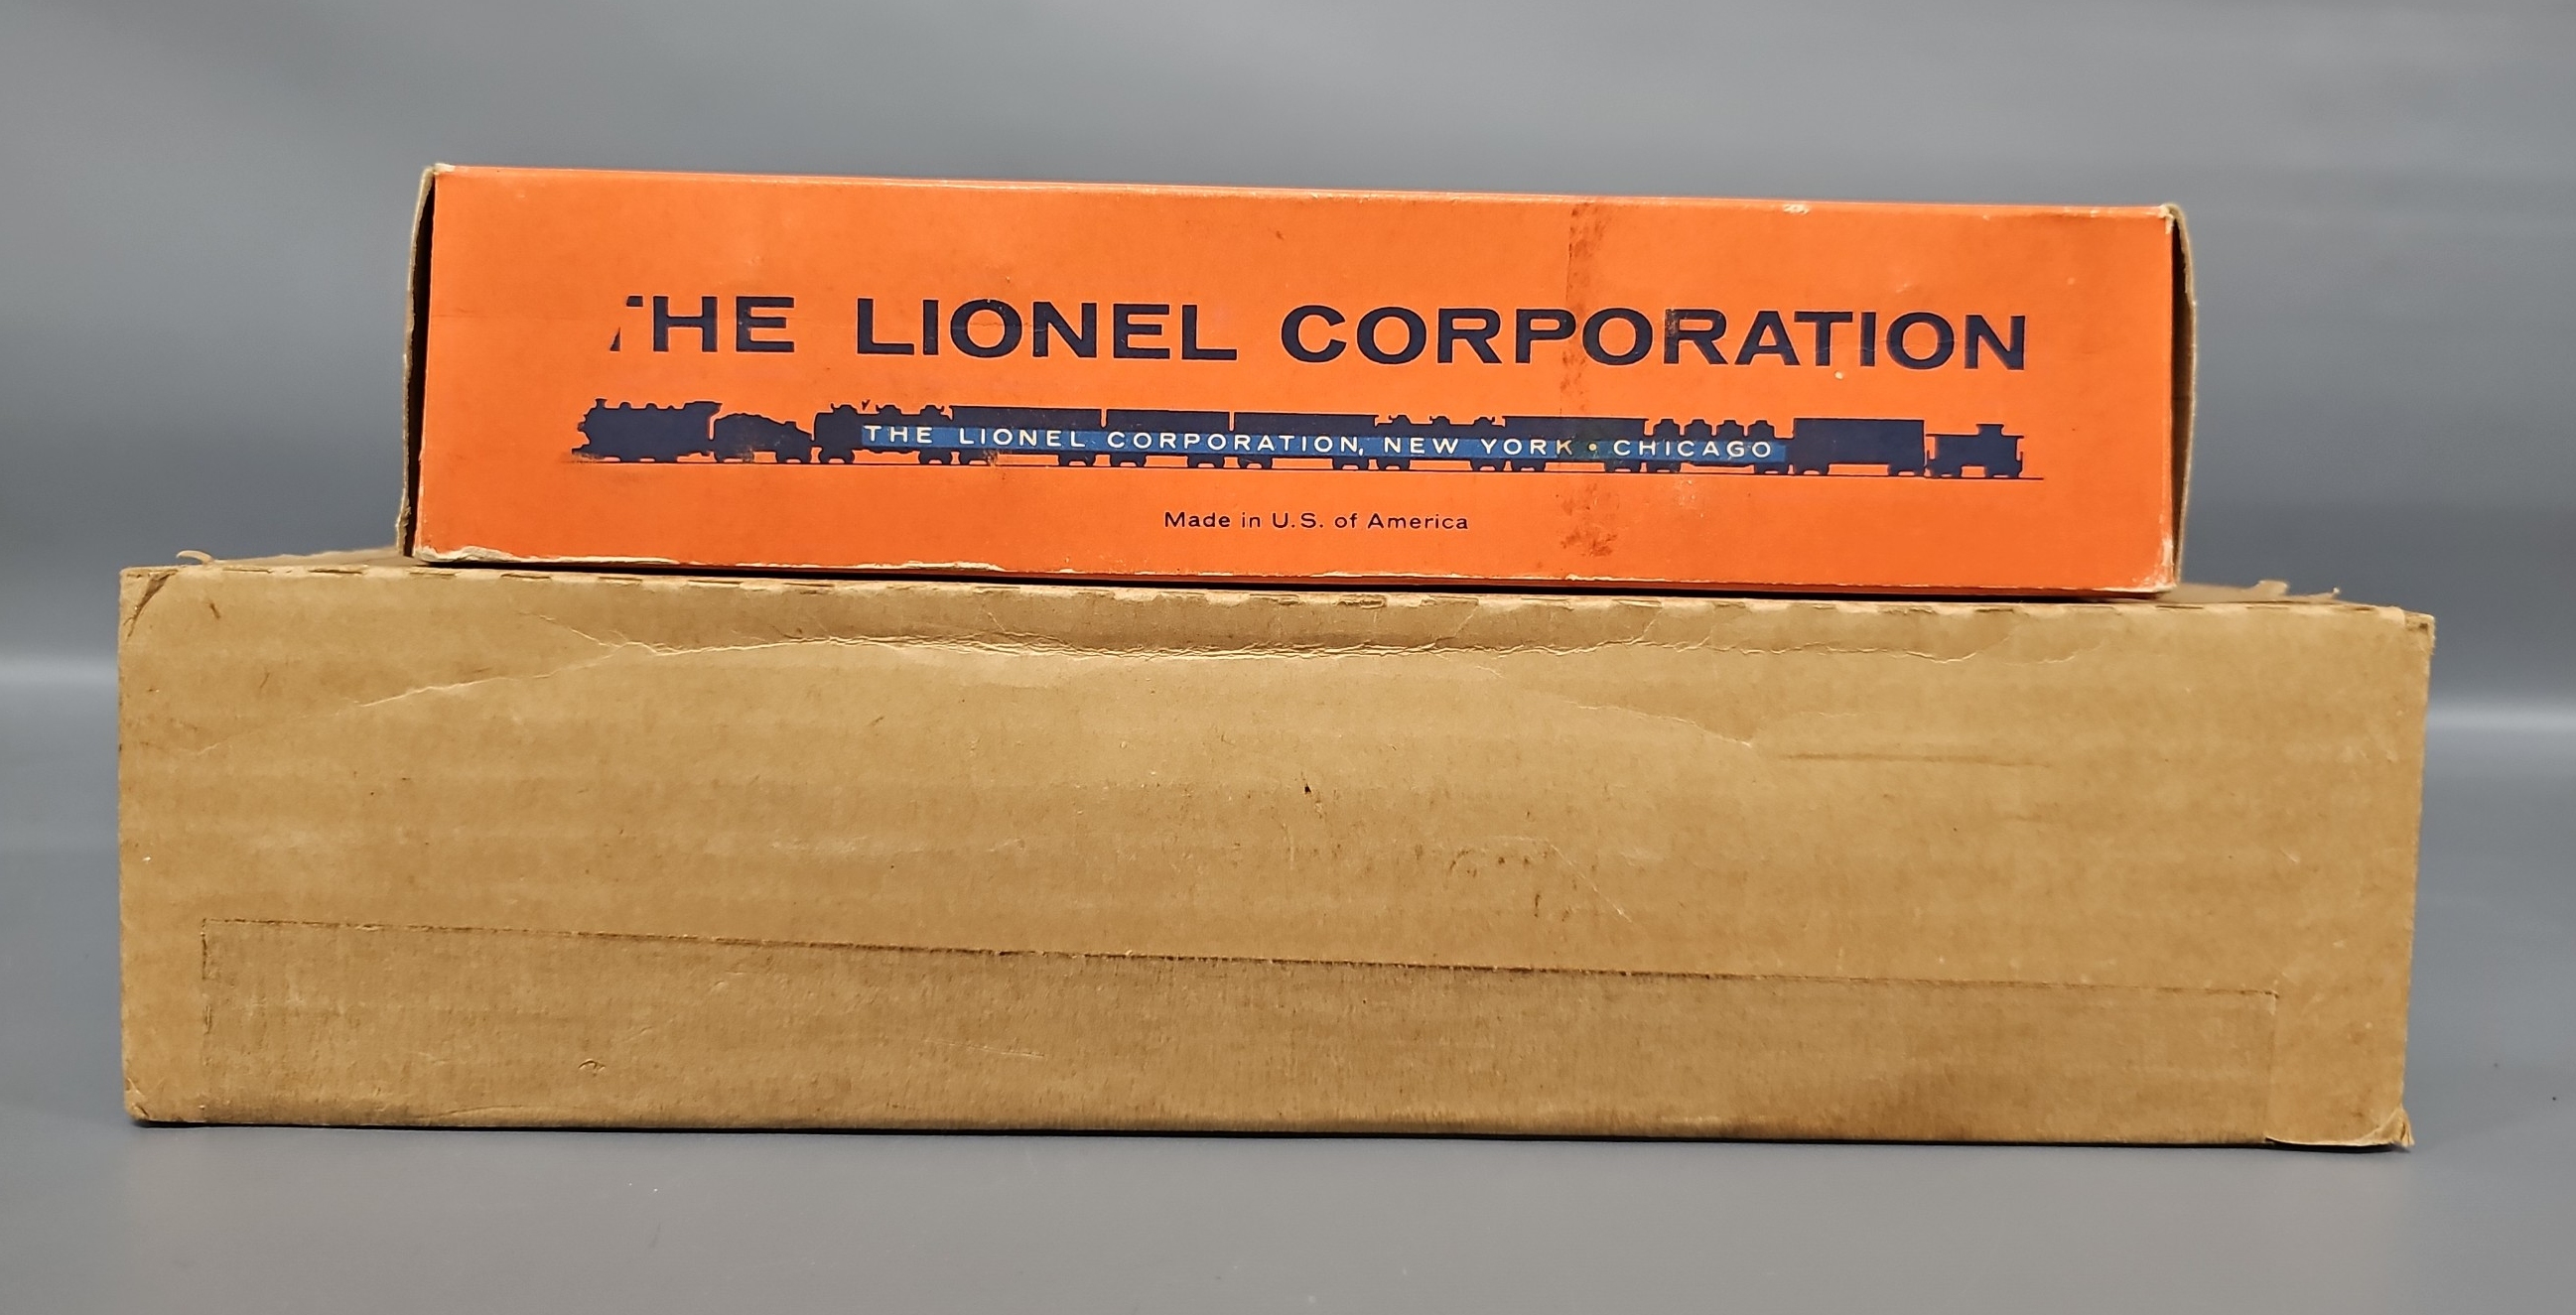 THE LIONEL CORPORATION
THE LIONEL CORPORATION, NEW YORK • CHICAGO
Made in U.S. of America